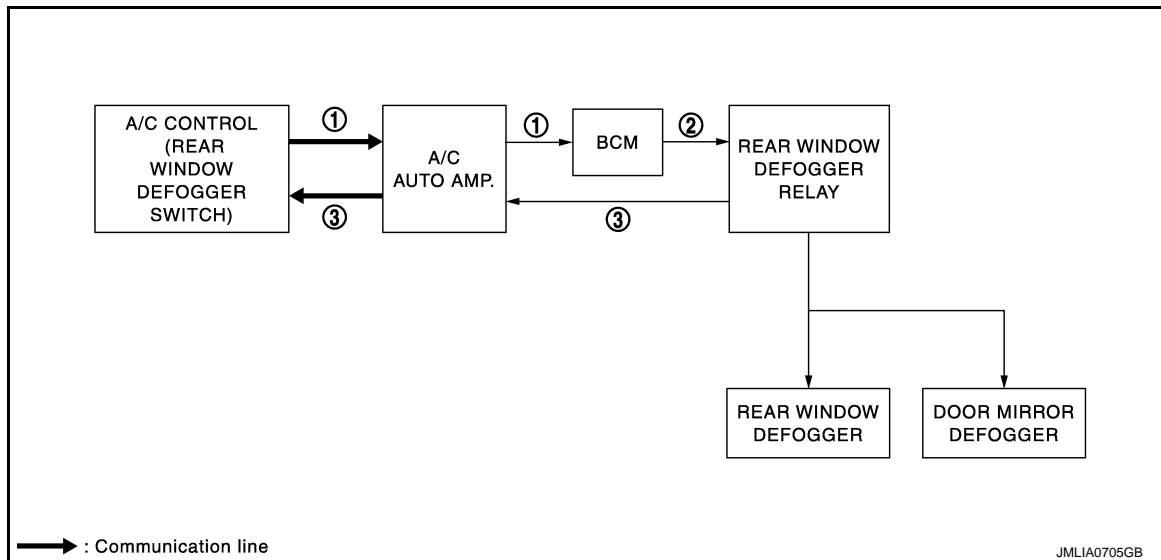 A/C CONTROL
(REAR
WINDOW
DEFOGGER
SWITCH)
①
③
A/C
AUTO AMP.
①
BCM
②
③
REAR WINDOW
DEFOGGER
RELAY
REAR WINDOW
DEFOGGER
DOOR MIRROR
DEFOGGER
: Communication line
JMLIA0705GB